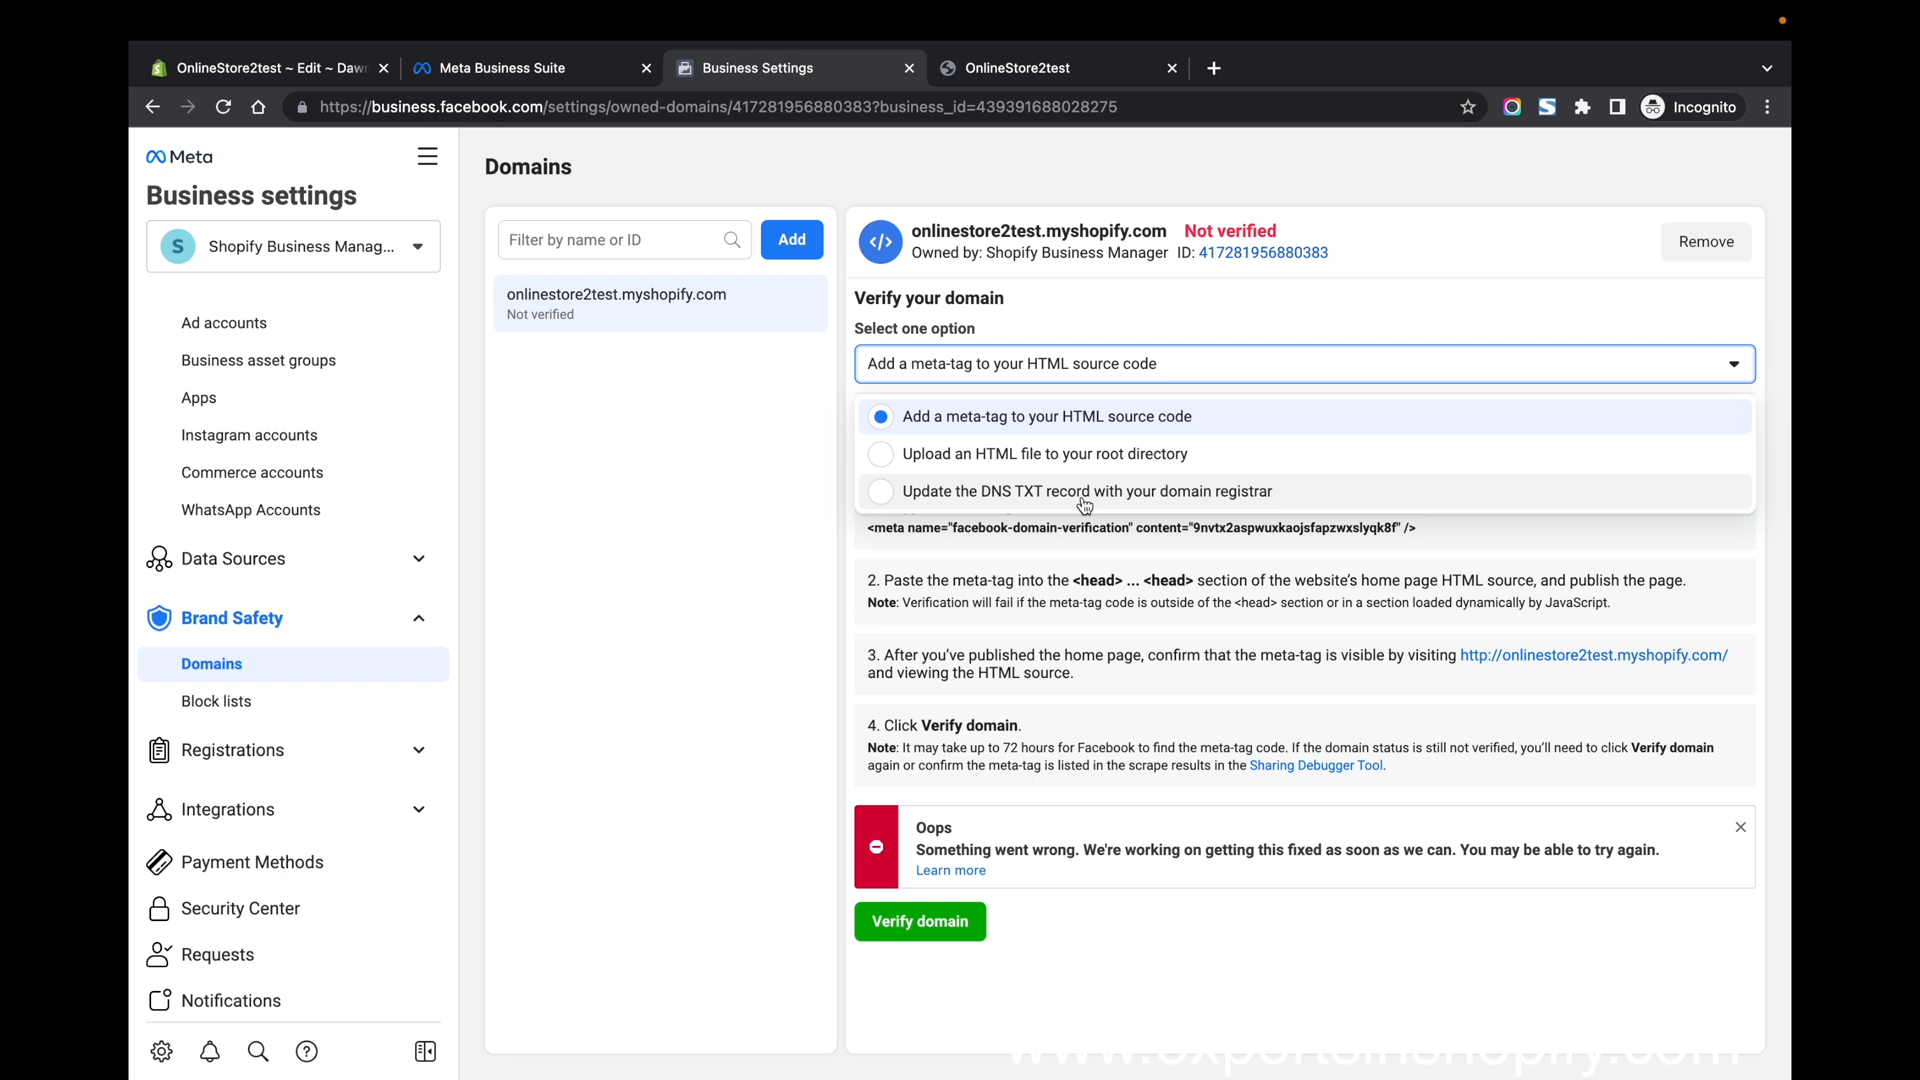 OnlineStore2test ~ Edit ~ Daw
Meta Business Suite
Business Settings
OnlineStore2test
https://business.facebook.com/settings/owned-domains/417281956880383?business_id=439391688028275
Incognito
Meta
Business settings
S
Shopify Business Manag...
Ad accounts
Business asset groups
Apps
Instagram accounts
Commerce accounts
WhatsApp Accounts
Data Sources
Brand Safety
Domains
Block lists
Registrations
Integrations
Payment Methods
Security Center
Requests
Notifications
Domains
Filter by name or ID
Add
onlinestore2test.myshopify.com
Not verified
onlinestore2test.myshopify.com Not verified
Owned by: Shopify Business Manager ID: 417281956880383
Remove
Verify your domain
Select one option
Add a meta-tag to your HTML source code
Add a meta-tag to your HTML source code
Upload an HTML file to your root directory
Update the DNS TXT record with your domain registrar
<meta name="facebook-domain-verification" content="9nvtx2aspwuxkaojsfapzwxslyqk8f" />
2. Paste the meta-tag into the <head> ... <head> section of the website's home page HTML source, and publish the page.
Note: Verification will fail if the meta-tag code is outside of the <head> section or in a section loaded dynamically by JavaScript.
3. After you've published the home page, confirm that the meta-tag is visible by visiting http://onlinestore2test.myshopify.com/
and viewing the HTML source.
4. Click Verify domain.
Note: It may take up to 72 hours for Facebook to find the meta-tag code. If the domain status is still not verified, you'll need to click Verify domain
again or confirm the meta-tag is listed in the scrape results in the Sharing Debugger Tool.
Oops
Something went wrong. We're working on getting this fixed as soon as we can. You may be able to try again.
Learn more
Verify domain